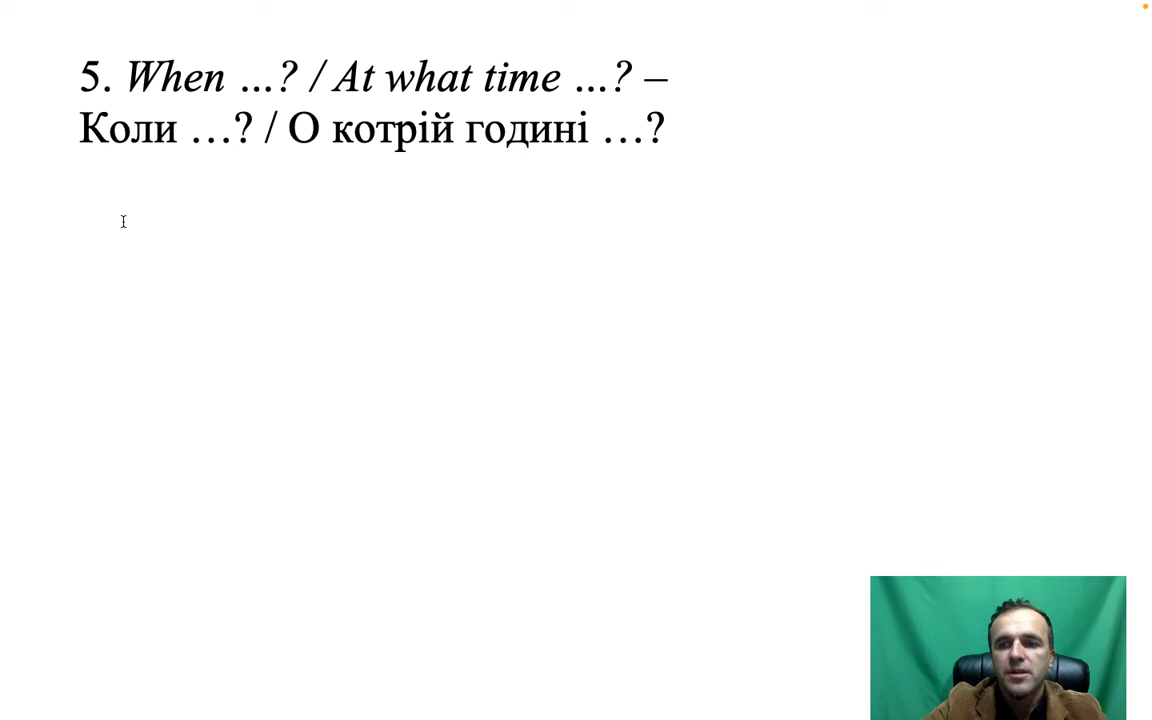 5. When ...? / At what time ...? –
Коли …? / О котрій годині …?